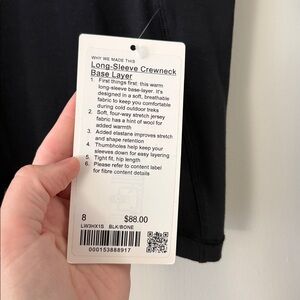 WHY WE MADE THIS
Long-Sleeve Crewneck
Base Layer
1. First things first: this warm
long-sleeve base-layer. It's
designed in a soft, breathable
fabric to keep you comfortable
during cold outdoor treks
2. Soft, four-way stretch jersey
fabric has a hint of wool for
added warmth
3. Added elastane improves stretch
and shape retention
4. Thumbholes help keep your
sleeves down for easy layering
5. Tight fit, hip length
6. Please refer to content label
for fibre content details
8 $88.00
LW3HX1S BLK/BONE
000153888917